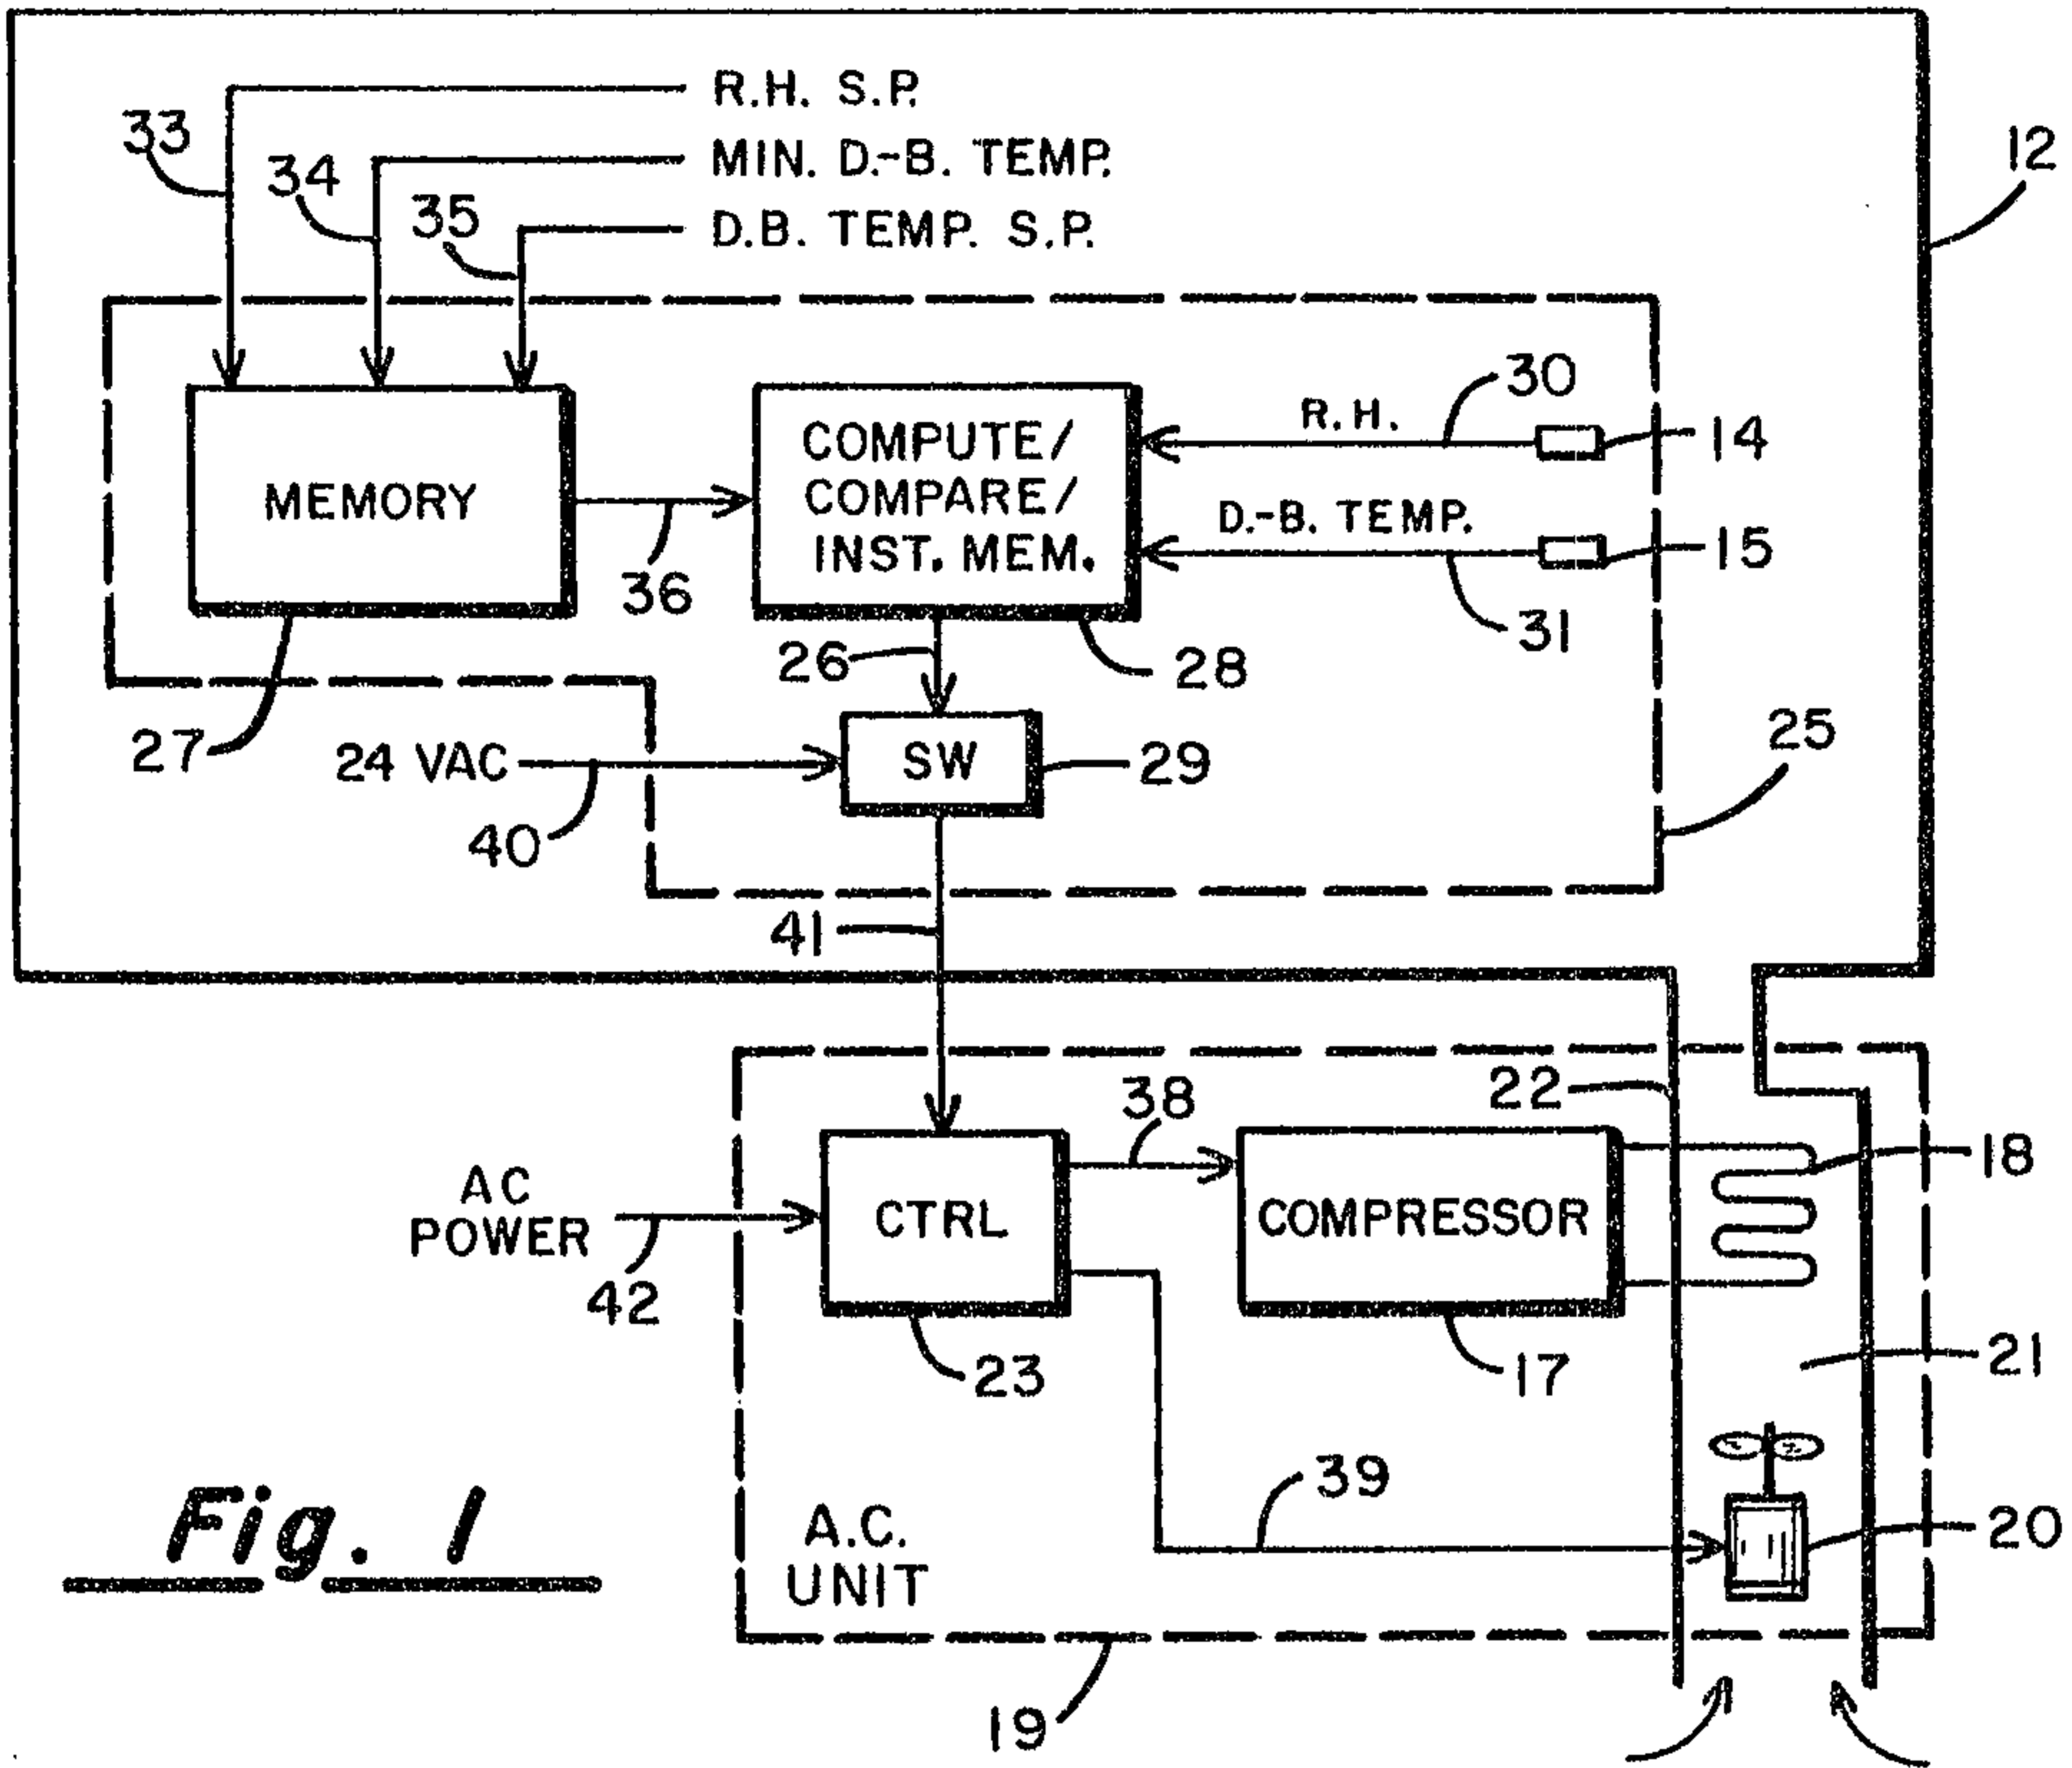 R.H. S.P.
33
MIN. D.-B. TEMP.
12
34
D.B. TEMP. S.P.
35
30
R.H.
14
COMPUTE/
COMPARE/
INST. MEM.
MEMORY
D.-B. TEMP.
15
36
31
26
28
27
24 VAC
SW
29
25
40
41
22
38
18
AC
POWER
CTRL
COMPRESSOR
42
23
17
21
39
Fig. 1
A.C.
UNIT
20
19